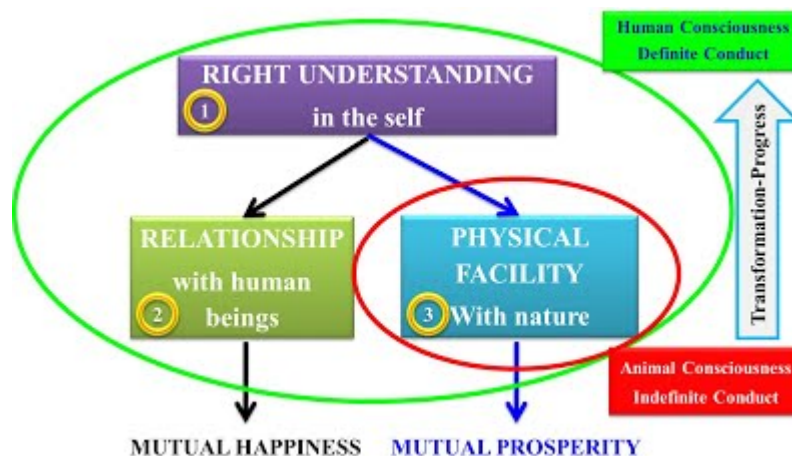 Human Consciousness
Definite Conduct
RIGHT UNDERSTANDING
1
in the self
Transformation-Progress
RELATIONSHIP
with human
2
beings
PHYSICAL
FACILITY
3
With nature
Animal Consciousness
Indefinite Conduct
MUTUAL HAPPINESS
MUTUAL PROSPERITY